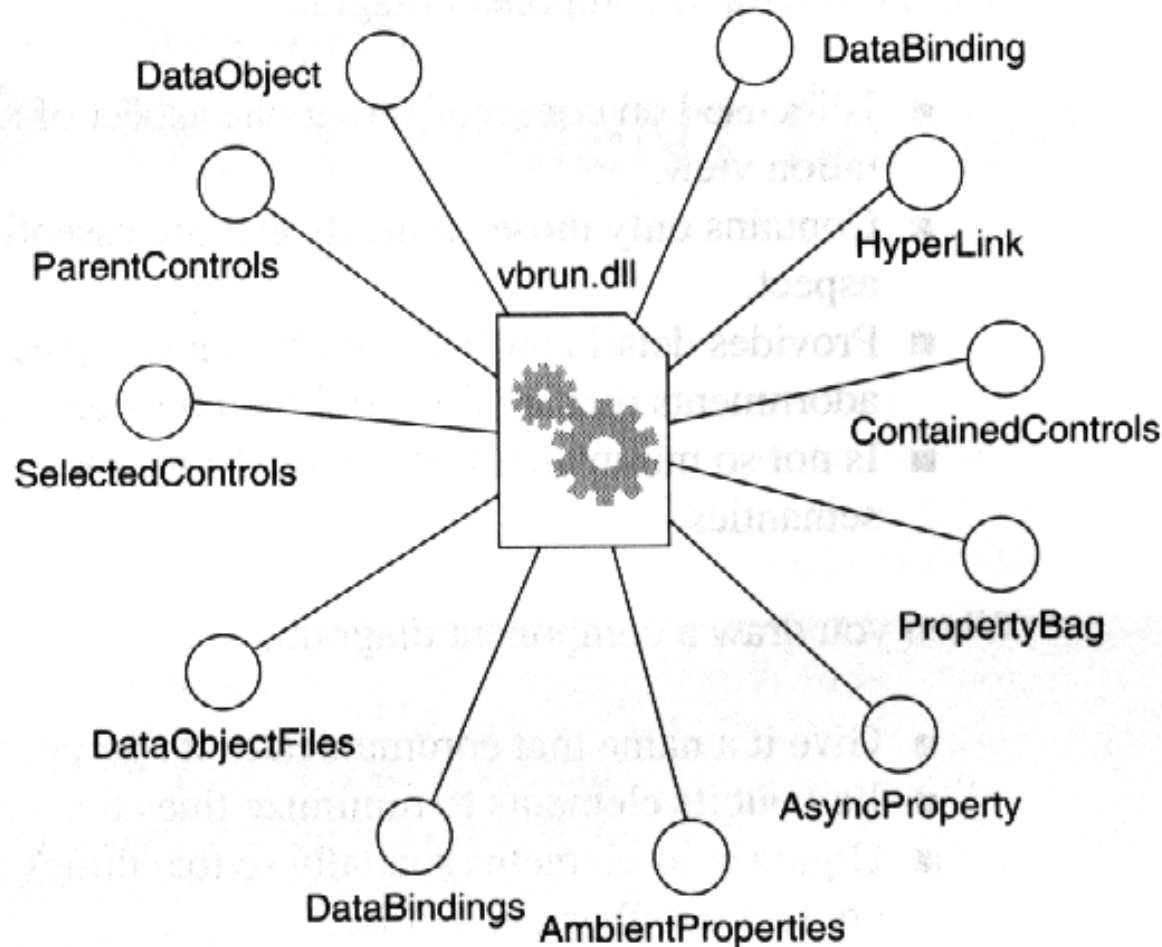 DataObject
DataBinding
ParentControls
HyperLink
vbrun.dll
ContainedControls
SelectedControls
PropertyBag
DataObjectFiles
AsyncProperty
DataBindings
AmbientProperties